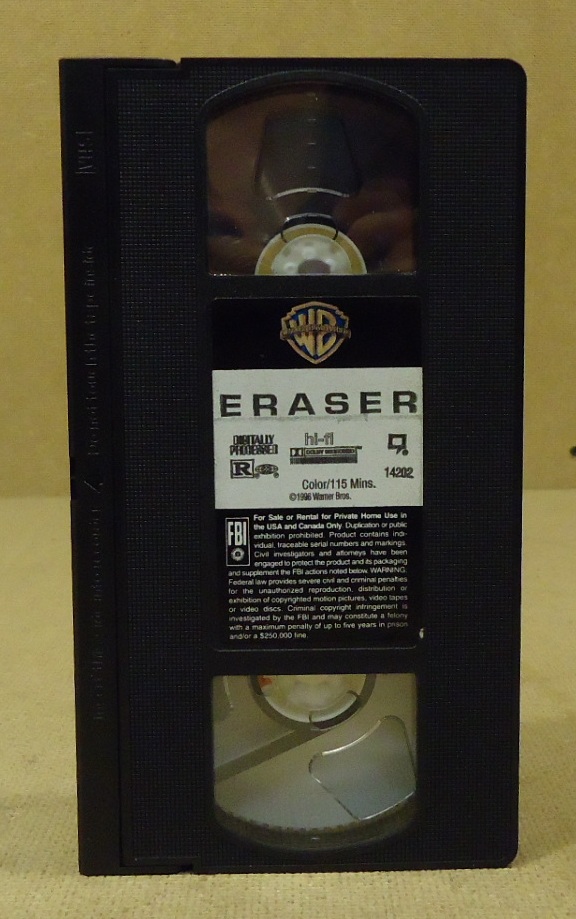 VHS
WB
ERASER
DIGITALLY
PROCESSED
hi-fi
R
Color/115 Mins.
14202
©1996 Warner Bros.
FBI
For Sale or Rental for Private Home Use in
the USA and Canada Only. Duplication or public
exhibition prohibited. Product contains indi-
vidual, traceable serial numbers and markings.
Civil investigators and attorneys have been
engaged to protect the product and its packaging
and supplement the FBI actions noted below. WARNING:
Federal law provides severe civil and criminal penalties
for the unauthorized reproduction, distribution or
exhibition of copyrighted motion pictures, video tapes
or video discs. Criminal copyright infringement is
investigated by the FBI and may constitute a felony
with a maximum penalty of up to five years in prison
and/or a $250,000 fine.